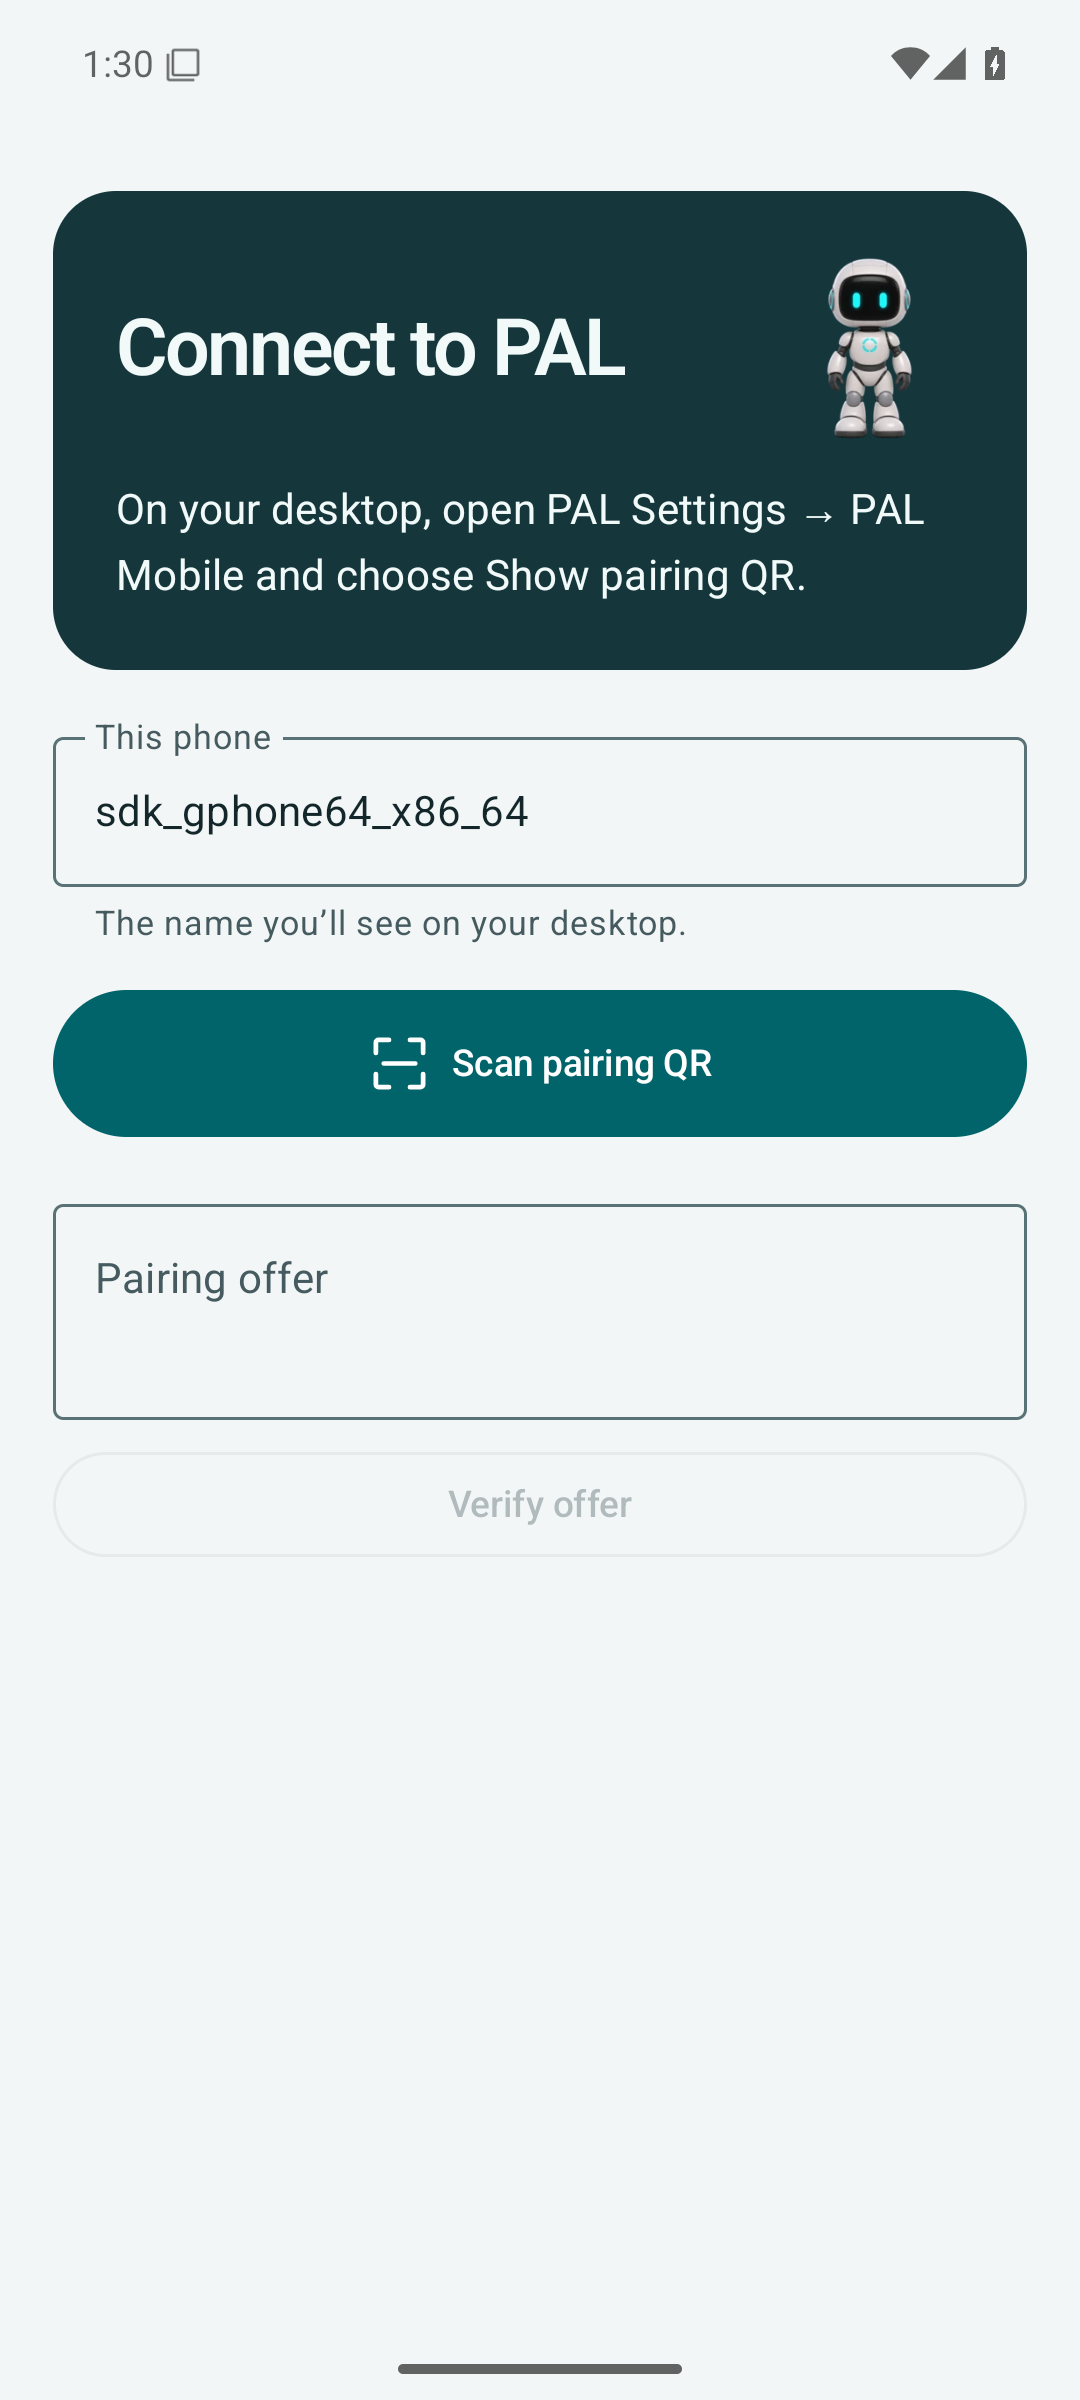 1:30
Connect to PAL
On your desktop, open PAL Settings → PAL
Mobile and choose Show pairing QR.
This phone
sdk_gphone64_x86_64
The name you’ll see on your desktop.
Scan pairing QR
Pairing offer
Verify offer